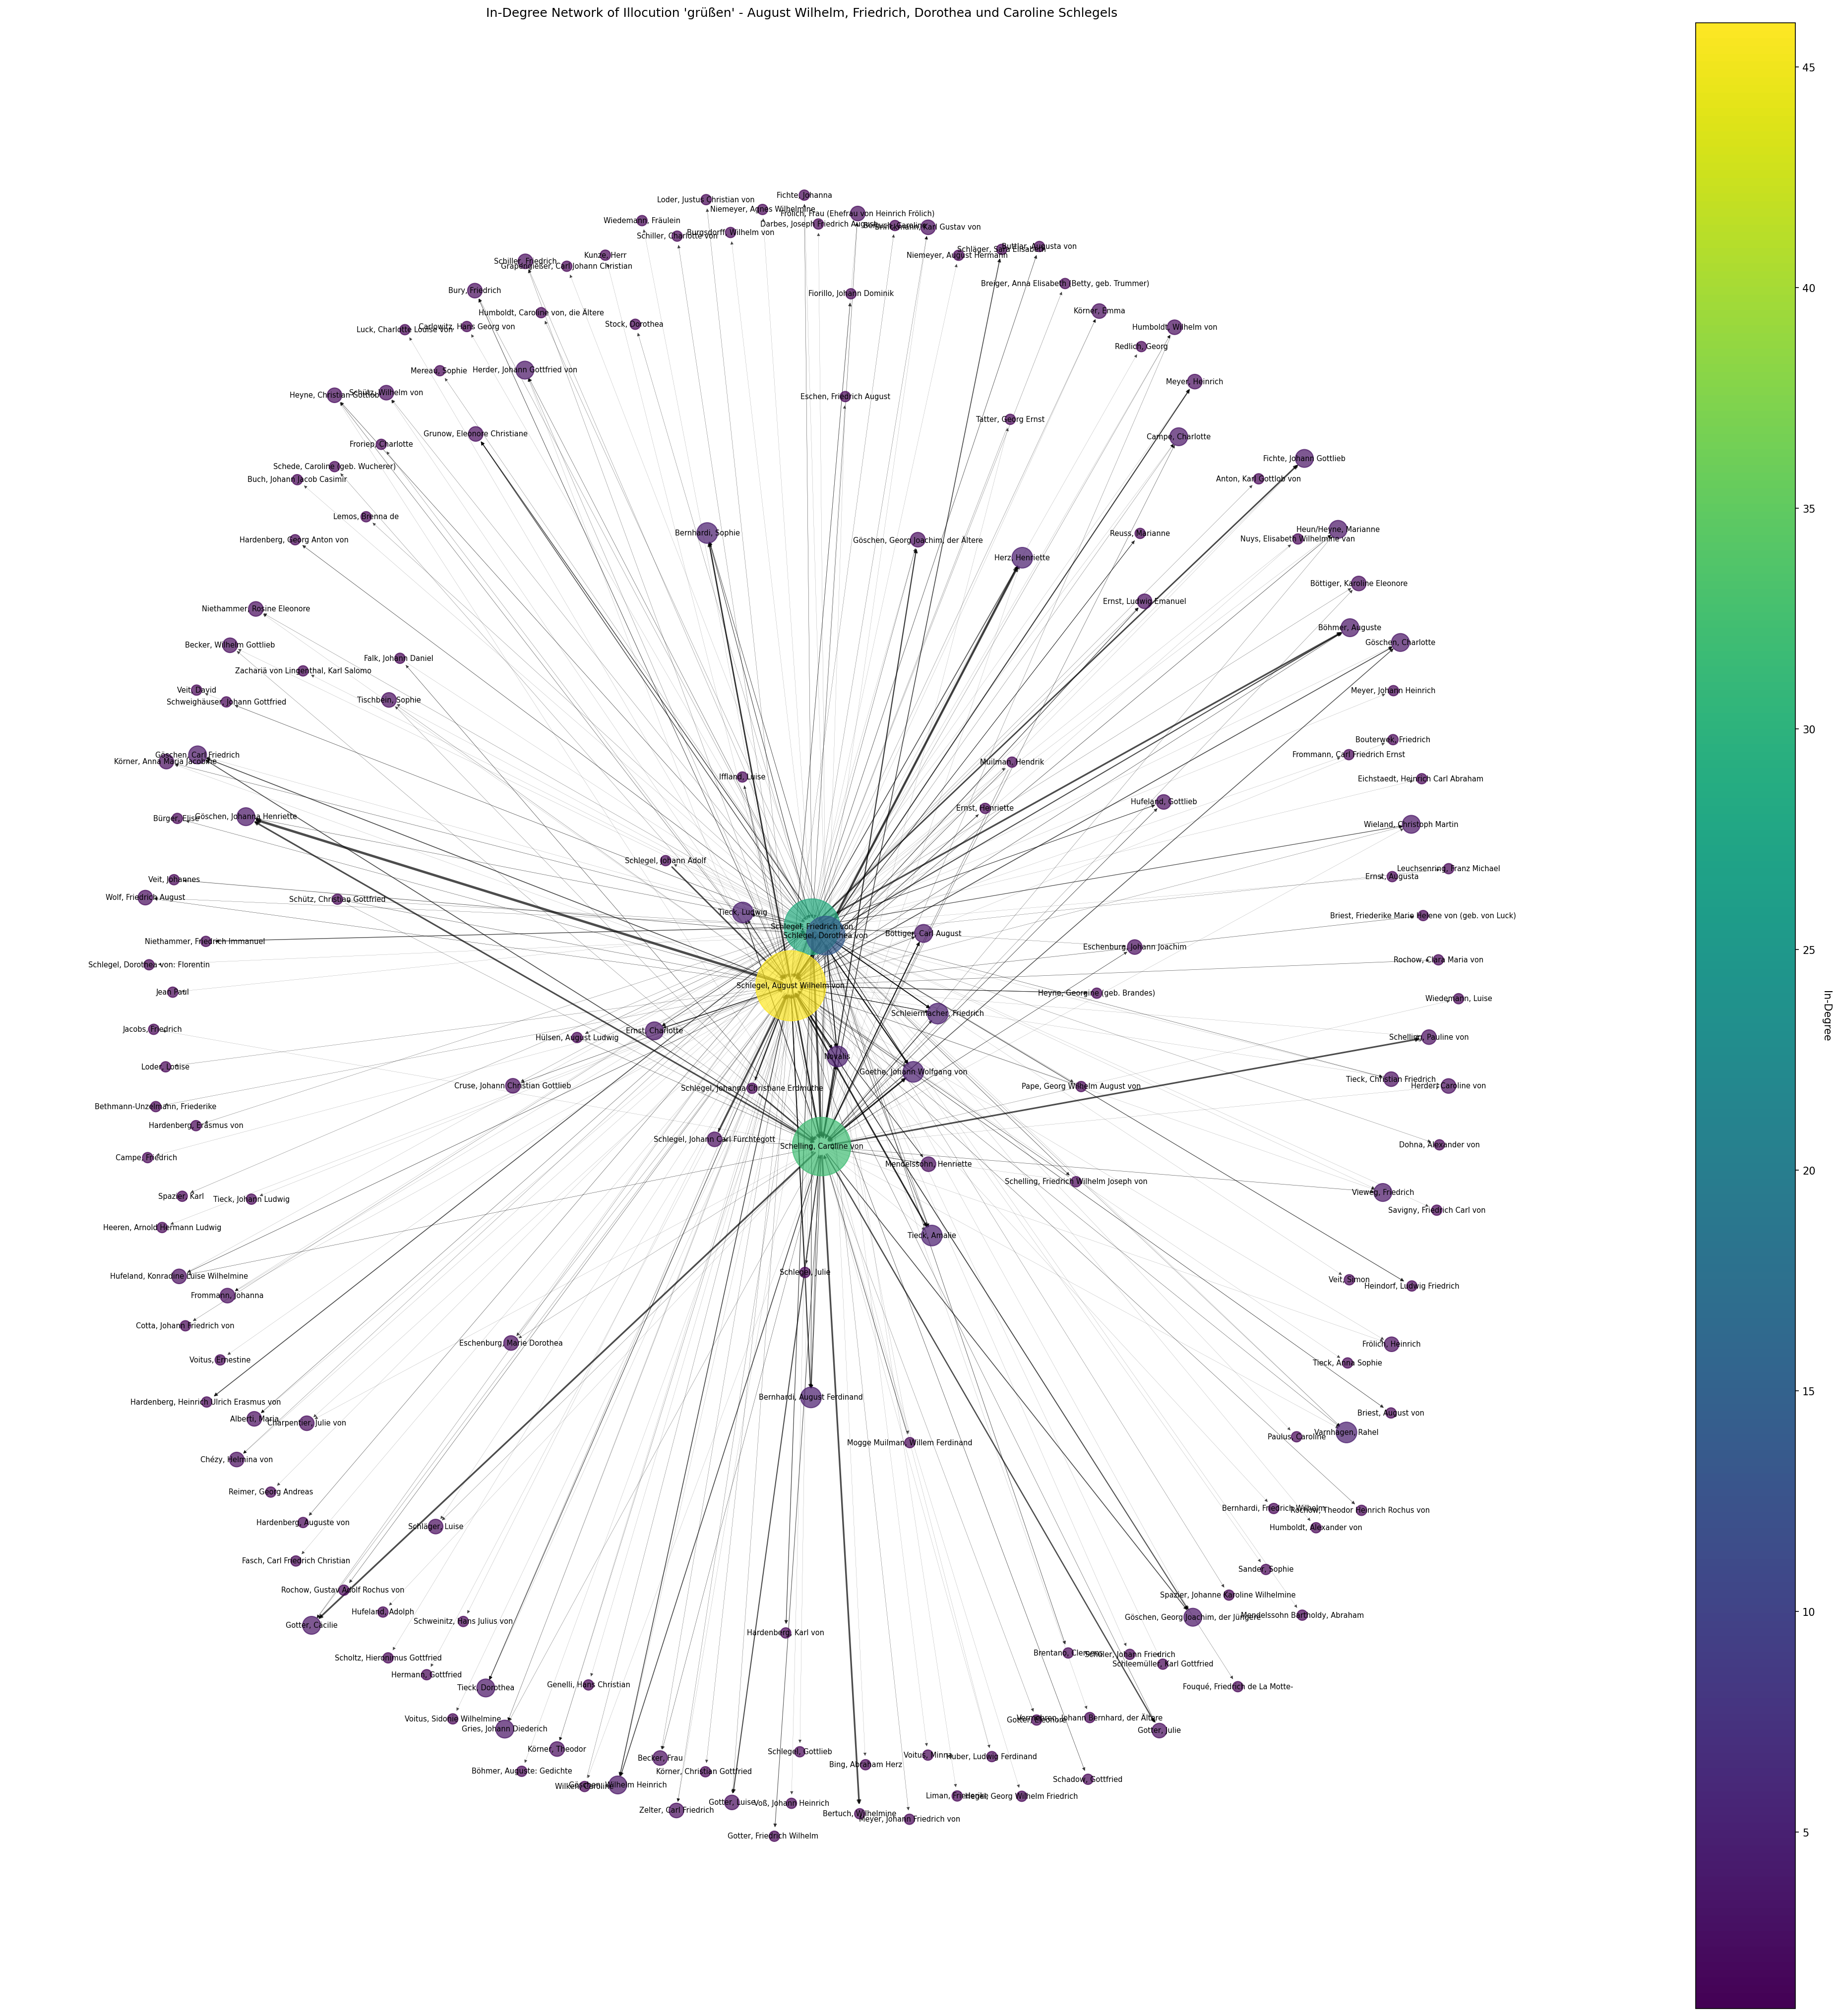 In-Degree Network of Illocution 'grüßen' - August Wilhelm, Friedrich, Dorothea und Caroline Schlegels
Fichte, Johanna
Loder, Justus Christian von
Niemeyer, Agnes Wilhelmine
Frölich, Frau (Ehefrau von Heinrich Frölich)
Wiedemann, Fräulein
Darbes, Joseph Friedrich August
Karl Gustav von
Burgsdorff, Wilhelm von
Schiller, Charlotte von
Buttlar, Augusta von
Schläger, Sara Elisabeth
Kunze, Herr
Niemeyer, August Hermann
Schiller, Friedrich
Grapengießer, Carl Johann Christian
Breiger, Anna Elisabeth (Betty, geb. Trummer)
Bury, Friedrich
Fiorillo, Johann Dominik
Humboldt, Caroline von, die Ältere
Körner, Emma
Stock, Dorothea
Carlowitz, Hans Georg von
Luck, Charlotte Louise von
Humboldt, Wilhelm von
Redlich, Georg
Mereau, Sophie
Herder, Johann Gottfried von
Meyer, Heinrich
Schütz, Wilhelm von
Heyne, Christian Gottlob
Eschen, Friedrich August
Tatter, Georg Ernst
Grunow, Eleonore Christiane
Campe, Charlotte
Froriep, Charlotte
Fichte, Johann Gottlieb
Schede, Caroline (geb. Wucherer)
Buch, Johann Jacob Casimir
Anton, Karl Gottlob von
Lemos, Brenna de
Heun/Heyne, Marianne
Bernhardi, Sophie
Reuss, Marianne
Nuys, Elisabeth Wilhelmine van
Hardenberg, Georg Anton von
Göschen, Georg Joachim, der Ältere
Herz, Henriette
Böttiger, Karoline Eleonore
Ernst, Ludwig Emanuel
Niethammer, Rosine Eleonore
Böhmer, Auguste
Becker, Wilhelm Gottlieb
Göschen, Charlotte
Falk, Johann Daniel
Zachariä von Lingenthal, Karl Salomo
Veit, David
Meyer, Johann Heinrich
Schweighäuser, Johann Gottfried
Tischbein, Sophie
Bouterwek, Friedrich
Göschen, Carl Friedrich
Frommann, Carl Friedrich Ernst
Körner, Anna Maria Jacobine
Muilman, Hendrik
Iffland, Luise
Eichstaedt, Heinrich Carl Abraham
Hufeland, Gottlieb
Ernst, Henriette
Bürger, Elise
Göschen, Johanna Henriette
Wieland, Christoph Martin
Schlegel, Johann Adolf
Leuchsenring, Franz Michael
Ernst, Augusta
Veit, Johannes
Wolf, Friedrich August
Schütz, Christian Gottfried
Tieck, Ludwig
Briest, Friederike Marie Helene von (geb. von Luck)
Schlegel, Friedrich von
Schlegel, Dorothea von
Böttiger, Carl August
Niethammer, Friedrich Immanuel
Eschenburg, Johann Joachim
Rochow, Clara Maria von
Schlegel, Dorothea von: Florentin
Schlegel, August Wilhelm von
Jean Paul
Heyne, Georgine (geb. Brandes)
Wiedemann, Luise
Schleiermacher, Friedrich
Jacobs, Friedrich
Ernst, Charlotte
Hülsen, August Ludwig
Schelling, Pauline von
Novalis
Loder, Louise
Goethe, Johann Wolfgang von
Tieck, Christian Friedrich
Cruse, Johann Christian Gottlieb
Schlegel, Johanna Christiane Erdmuthe
Pape, Georg Wilhelm August von
Herder, Caroline von
Bethmann-Unzelmann, Friederike
Hardenberg, Erasmus von
Schlegel, Johann Carl Fürchtegott
Schelling, Caroline von
Dohna, Alexander von
Campe, Friedrich
Mendelssohn, Henriette
Schelling, Friedrich Wilhelm Joseph von
Vieweg, Friedrich
Spazier, Karl
Tieck, Johann Ludwig
Savigny, Friedrich Carl von
Heeren, Arnold Hermann Ludwig
Tieck, Amalie
Schlegel, Julie
Hufeland, Konradine Luise Wilhelmine
Veit, Simon
Heindorf, Ludwig Friedrich
Frommann, Johanna
Cotta, Johann Friedrich von
Eschenburg, Marie Dorothea
Frölich, Heinrich
Voitus, Ernestine
Tieck, Anna Sophie
Bernhardi, August Ferdinand
Hardenberg, Heinrich Ulrich Erasmus von
Briest, August von
Alberti, Maria
Charpentier, Julie von
Varnhagen, Rahel
Paulus, Caroline
Mogge Muilman, Willem Ferdinand
Chézy, Helmina von
Reimer, Georg Andreas
Bernhardi, Friedrich Wilhelm
Rochow, Theodor Heinrich Rochus von
Hardenberg, Auguste von
Schläger, Luise
Humboldt, Alexander von
Fasch, Carl Friedrich Christian
Sander, Sophie
Rochow, Gustav Adolf Rochus von
Spazier, Johanne Karoline Wilhelmine
Hufeland, Adolph
Göschen, Georg Joachim, der Jüngere
Mendelssohn Bartholdy, Abraham
Schweinitz, Hans Julius von
Gotter, Cäcilie
Hardenberg, Karl von
Brentano, Clemens
Schuler, Johann Friedrich
Scholtz, Hieronimus Gottfried
Schleemüller, Karl Gottfried
Hermann, Gottfried
Genelli, Hans Christian
Tieck, Dorothea
Fouqué, Friedrich de La Motte-
Voitus, Sidonie Wilhelmine
Gotter, Eleonore
Vermehren, Johann Bernhard, der Ältere
Gries, Johann Diederich
Gotter, Julie
Körner, Theodor
Schlegel, Gottlieb
Becker, Frau
Voitus, Minna
Huber, Ludwig Ferdinand
Bing, Abraham Herz
Böhmer, Auguste: Gedichte
Körner, Christian Gottfried
Schadow, Gottfried
Wilken, Caroline
Göschen, Wilhelm Heinrich
Liman, Friederike
Hegel, Georg Wilhelm Friedrich
Gotter, Luise
Voß, Johann Heinrich
Zelter, Carl Friedrich
Bertuch, Wilhelmine
Meyer, Johann Friedrich von
Gotter, Friedrich Wilhelm
45
40
35
30
25
20
15
10
5
In-Degree